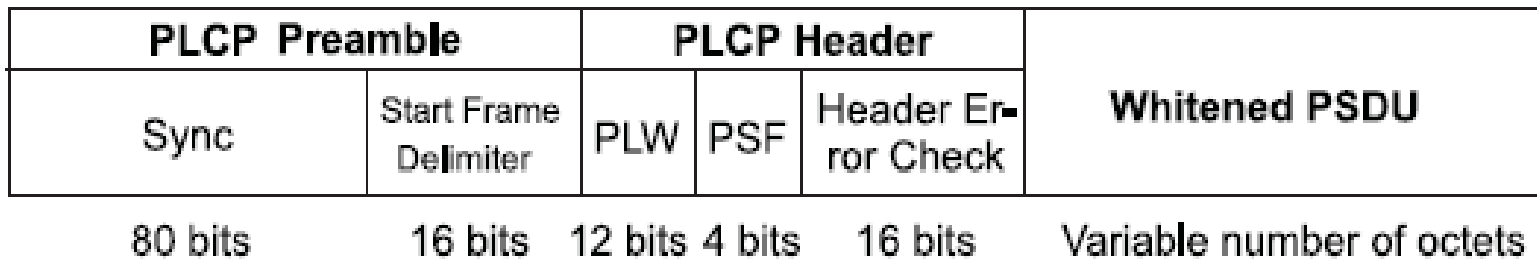 PLCP Preamble PLCP Header
Sync Start Frame Delimiter PLW PSF Header Er-ror Check Whitened PSDU
80 bits 16 bits 12 bits 4 bits 16 bits Variable number of octets